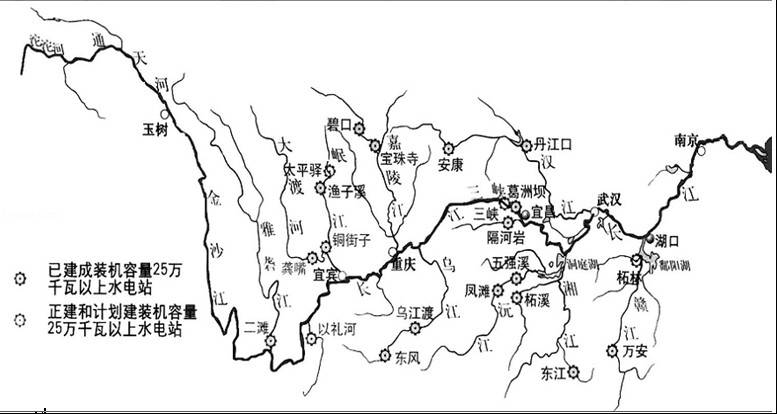 沱沱河
通天河
玉树
金沙江
雅砻江
大渡河
岷江
嘉陵江
碧口
宝珠寺
太平驿
渔子溪
铜街子
龚嘴
宜宾
二滩
以礼河
长江
重庆
乌江
乌江渡
东风
安康
丹江口
汉江
三峡
葛洲坝
三峡
宜昌
隔河岩
五强溪
洞庭湖
凤滩
柘溪
沅江
湘江
东江
武汉
长江
湖口
鄱阳湖
柘林
赣江
万安
南京
已建成装机容量25万
千瓦以上水电站
正建和计划建装机容量
25万千瓦以上水电站